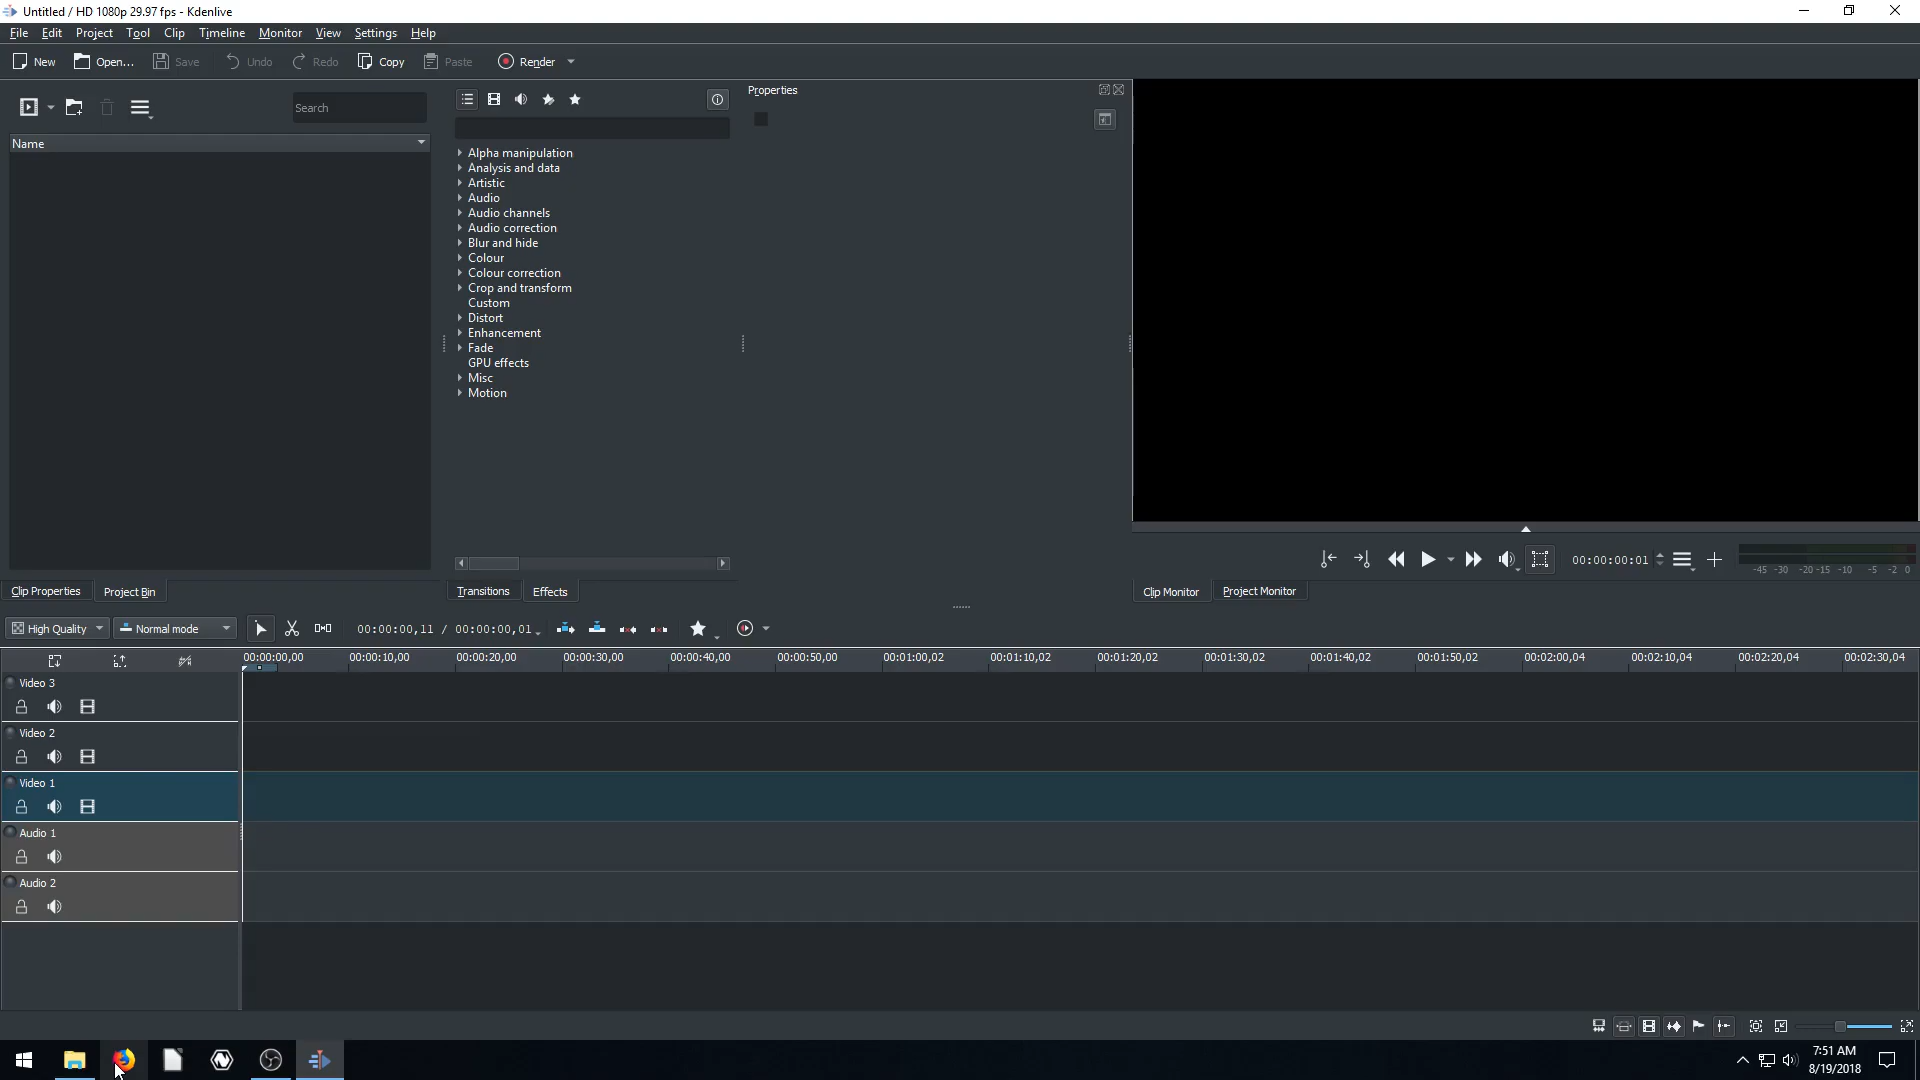 Untitled / HD 1080p 29.97 fps - Kdenlive
File Edit Project Tool Clip Timeline Monitor View Settings Help
New Open... Save Undo Redo Copy Paste Render
Search
Name
Clip Properties Project Bin
Alpha manipulation
Analysis and data
Artistic
Audio
Audio channels
Audio correction
Blur and hide
Colour
Colour correction
Crop and transform
Custom
Distort
Enhancement
Fade
GPU effects
Misc
Motion
Transitions Effects
Properties
00:00:00:01
-45 -30 -20 -15 -10 -5 -2 0
Clip Monitor Project Monitor
High Quality Normal mode 00:00:00,11 / 00:00:00,01
00:00:00,00 00:00:10,00 00:00:20,00 00:00:30,00 00:00:40,00 00:00:50,00 00:01:00,02 00:01:10,02 00:01:20,02 00:01:30,02 00:01:40,02 00:01:50,02 00:02:00,04 00:02:10,04 00:02:20,04 00:02:30,04
Video 3
Video 2
Video 1
Audio 1
Audio 2
7:51 AM
8/19/2018